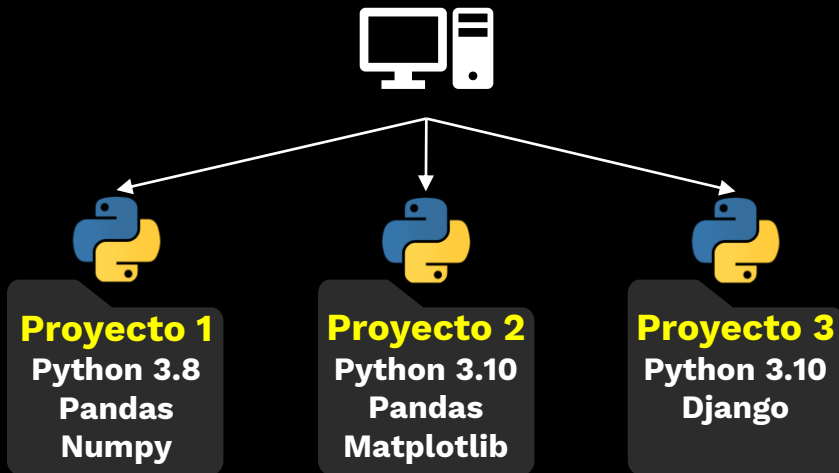 Proyecto 1
Python 3.8
Pandas
Numpy
Proyecto 2
Python 3.10
Pandas
Matplotlib
Proyecto 3
Python 3.10
Django